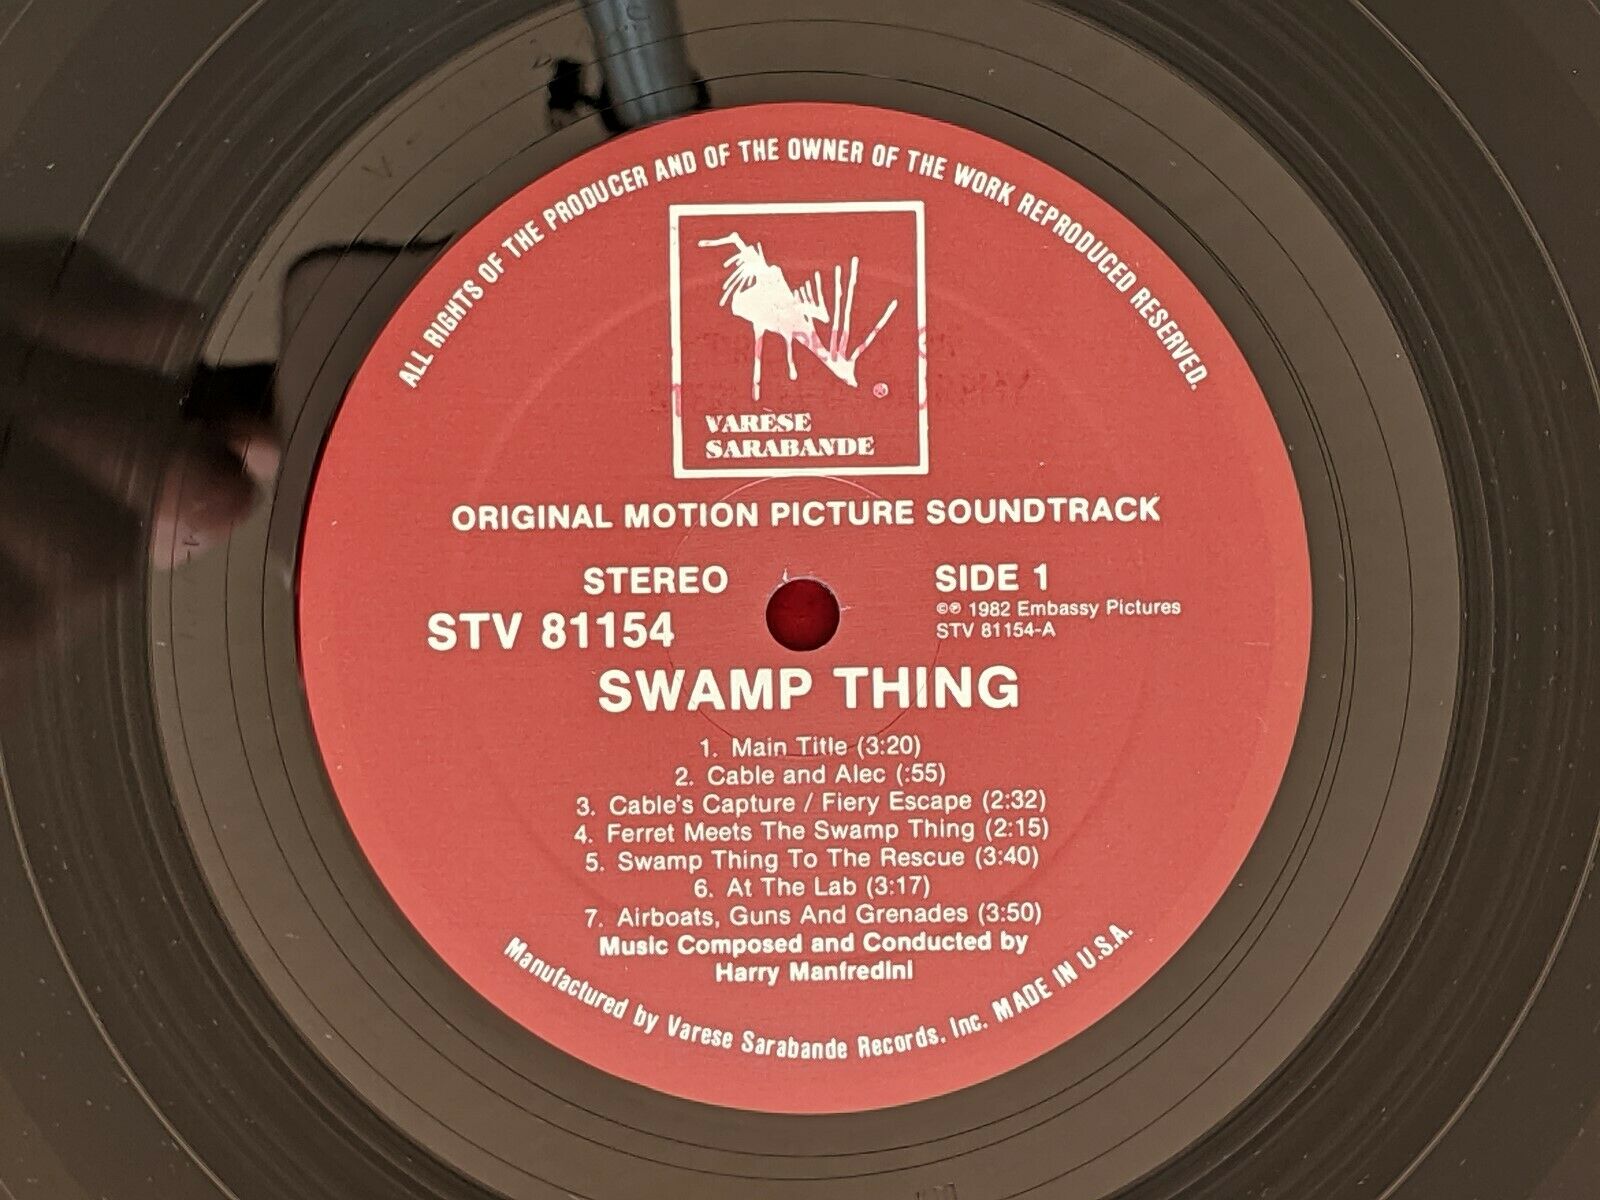 ALL RIGHTS OF THE PRODUCER AND OF THE OWNER OF THE WORK REPRODUCED RESERVED.
®
VARÈSE
SARABANDE
ORIGINAL MOTION PICTURE SOUNDTRACK
STEREO
STV 81154
SIDE 1
©℗ 1982 Embassy Pictures
STV 81154-A
SWAMP THING
1. Main Title (3:20)
2. Cable and Alec (:55)
3. Cable's Capture / Fiery Escape (2:32)
4. Ferret Meets The Swamp Thing (2:15)
5. Swamp Thing To The Rescue (3:40)
6. At The Lab (3:17)
7. Airboats, Guns And Grenades (3:50)
Music Composed and Conducted by
Harry Manfredini
Manufactured by Varese Sarabande Records, Inc. MADE IN U.S.A.